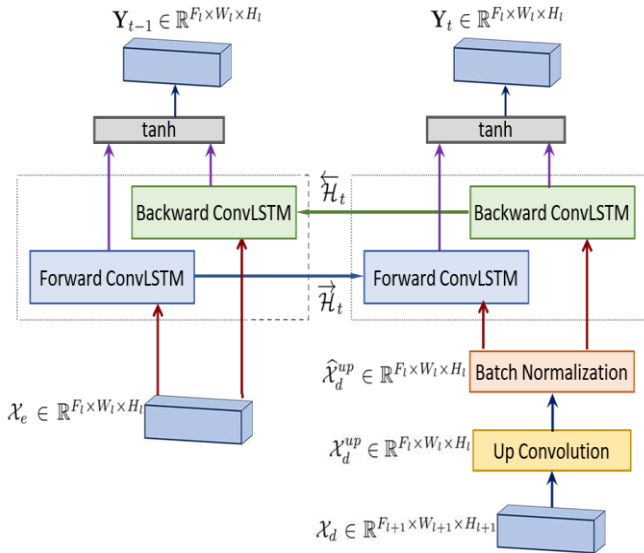 Y_{t−1} ∈ ℝ^{F_l×W_l×H_l}
Y_t ∈ ℝ^{F_l×W_l×H_l}
tanh
tanh
Backward ConvLSTM
←H_t
Backward ConvLSTM
Forward ConvLSTM
→H_t
Forward ConvLSTM
X̂_d^{up} ∈ ℝ^{F_l×W_l×H_l}
Batch Normalization
X_e ∈ ℝ^{F_l×W_l×H_l}
X_d^{up} ∈ ℝ^{F_l×W_l×H_l}
Up Convolution
X_d ∈ ℝ^{F_{l+1}×W_{l+1}×H_{l+1}}